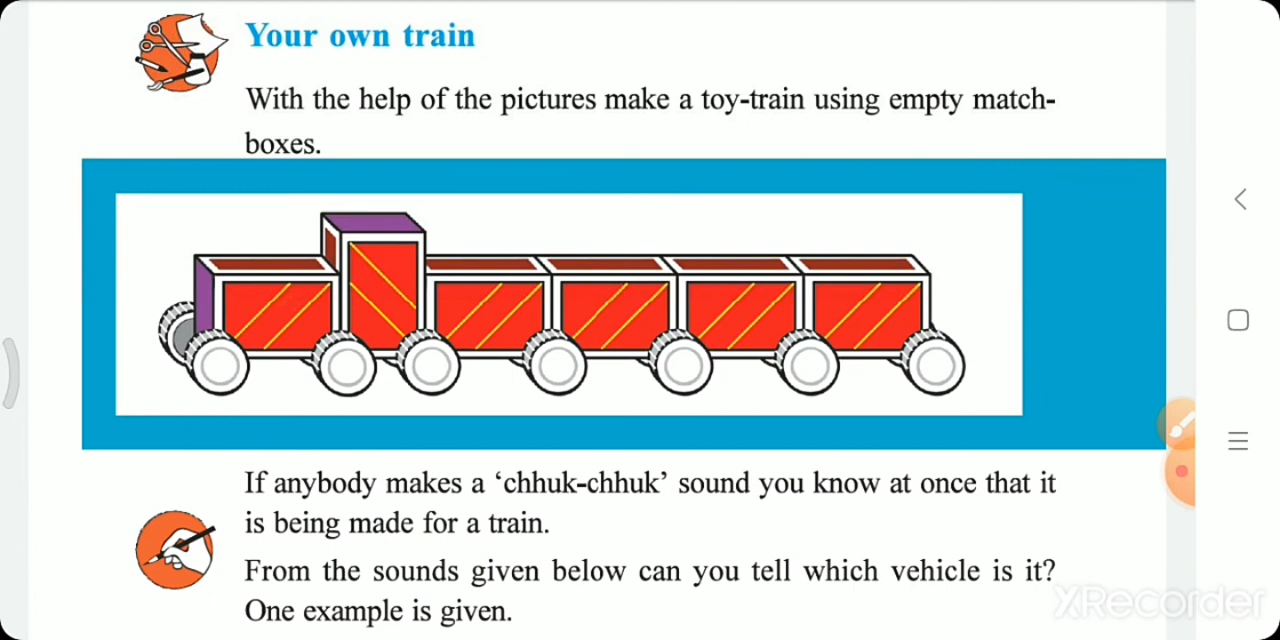 Your own train
With the help of the pictures make a toy-train using empty match-
boxes.
If anybody makes a ‘chhuk-chhuk’ sound you know at once that it
is being made for a train.
From the sounds given below can you tell which vehicle is it?
One example is given.
XRecorder